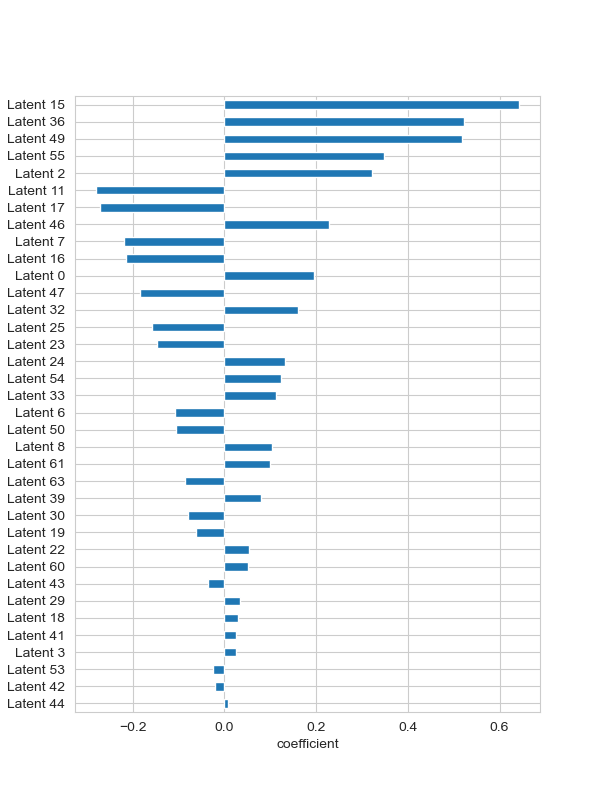 Latent 15
Latent 36
Latent 49
Latent 55
Latent 2
Latent 11
Latent 17
Latent 46
Latent 7
Latent 16
Latent 0
Latent 47
Latent 32
Latent 25
Latent 23
Latent 24
Latent 54
Latent 33
Latent 6
Latent 50
Latent 8
Latent 61
Latent 63
Latent 39
Latent 30
Latent 19
Latent 22
Latent 60
Latent 43
Latent 29
Latent 18
Latent 41
Latent 3
Latent 53
Latent 42
Latent 44
−0.2 0.0 0.2 0.4 0.6
coefficient